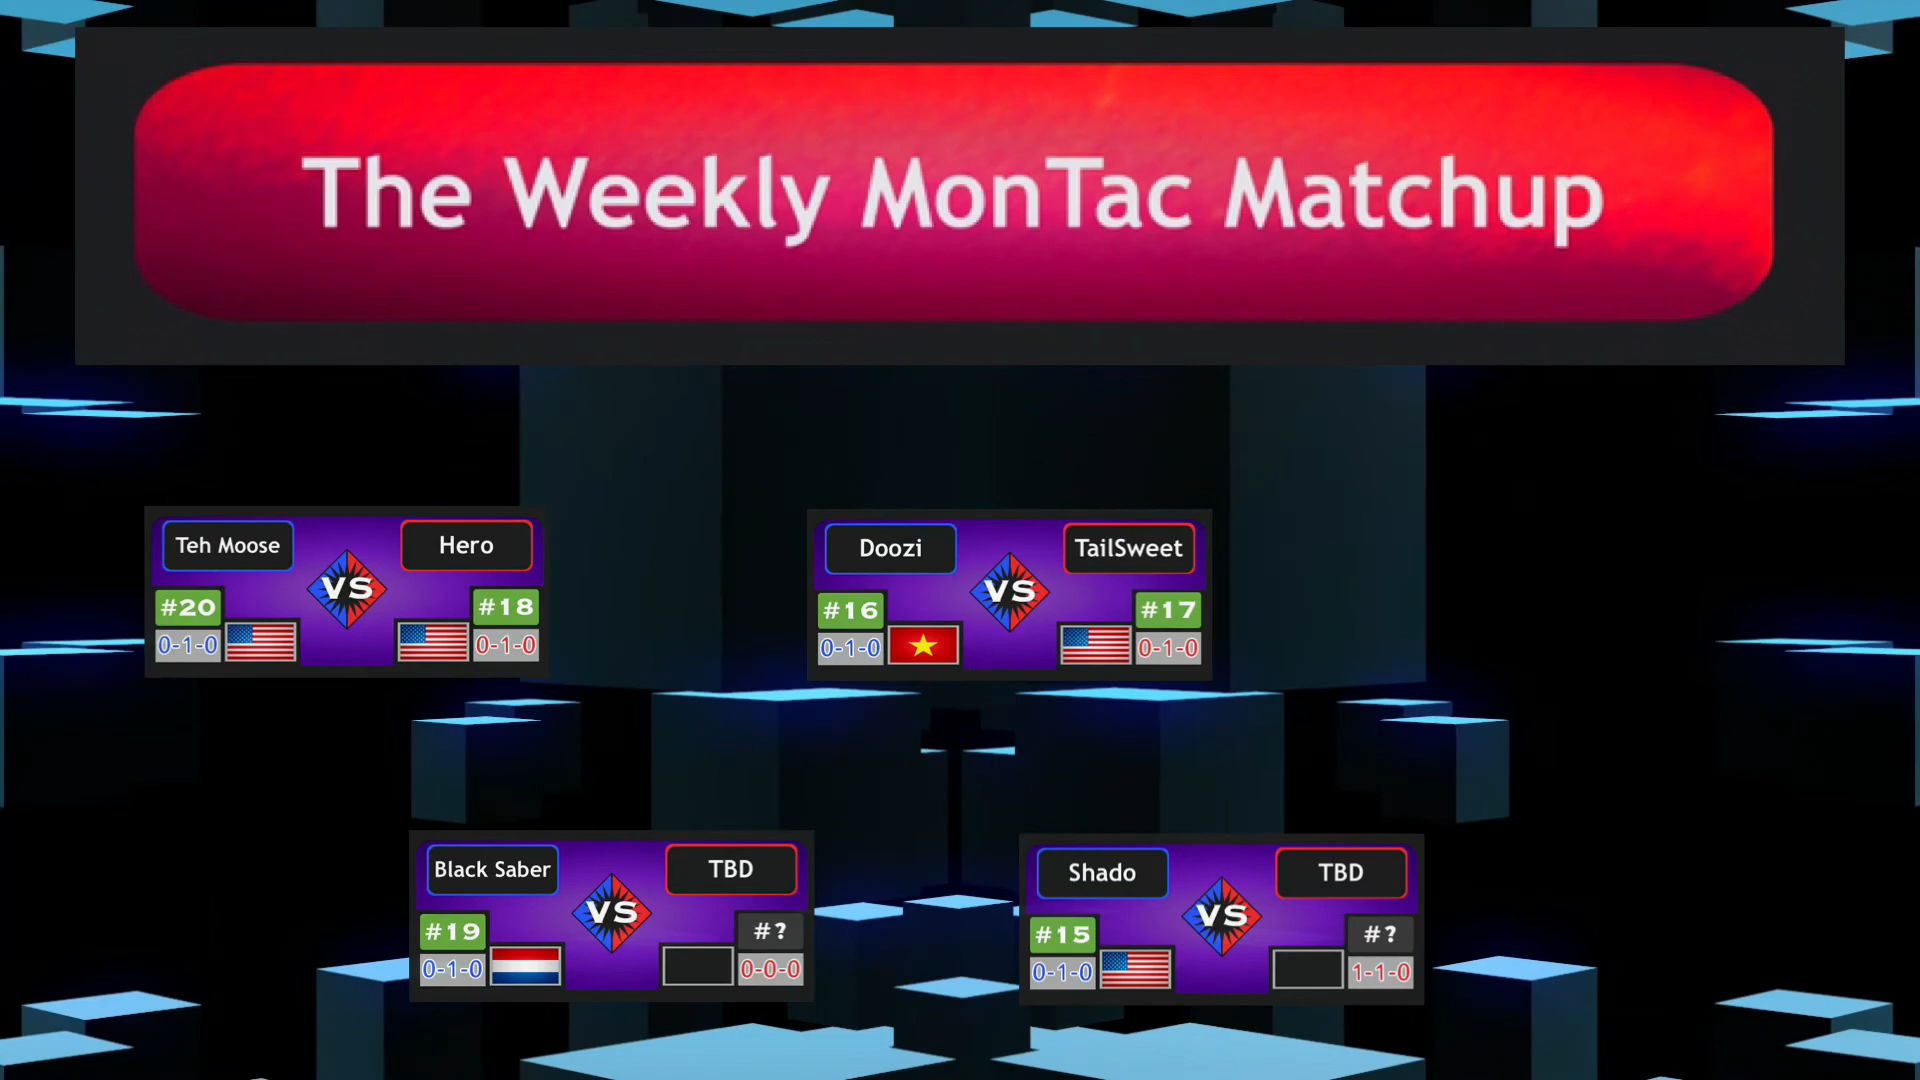 The Weekly MonTac Matchup
Teh Moose VS Hero
#20 #18
0-1-0 0-1-0
Doozi VS TailSweet
#16 #17
0-1-0 0-1-0
Black Saber VS TBD
#19 #?
0-1-0 0-0-0
Shado VS TBD
#15 #?
0-1-0 1-1-0